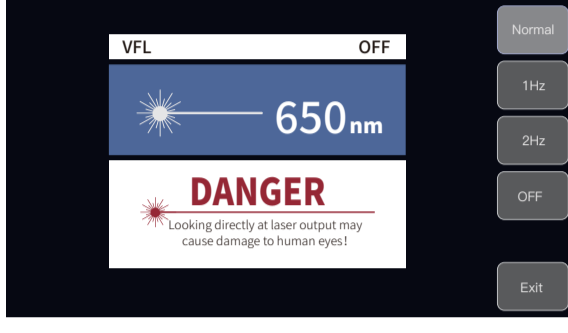 VFL OFF
650nm
DANGER
Looking directly at laser output may
cause damage to human eyes!
Normal
1Hz
2Hz
OFF
Exit